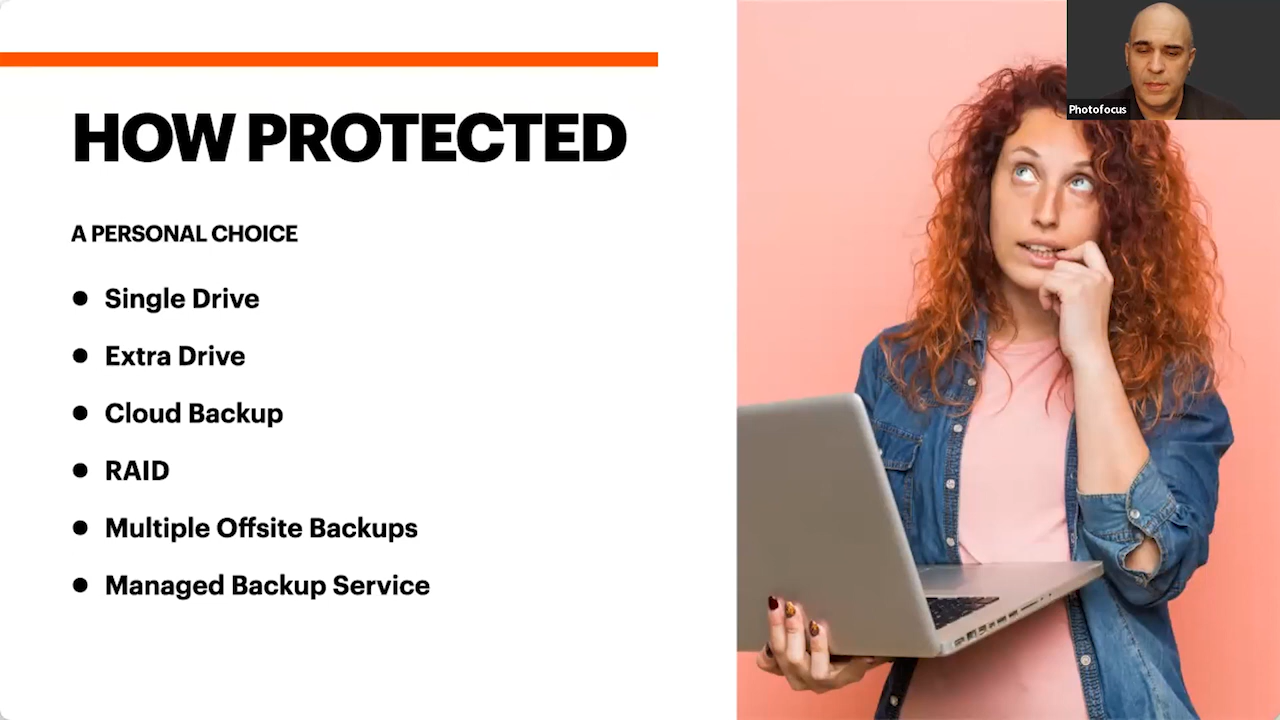 HOW PROTECTED
A PERSONAL CHOICE
● Single Drive
● Extra Drive
● Cloud Backup
● RAID
● Multiple Offsite Backups
● Managed Backup Service
Photofocus